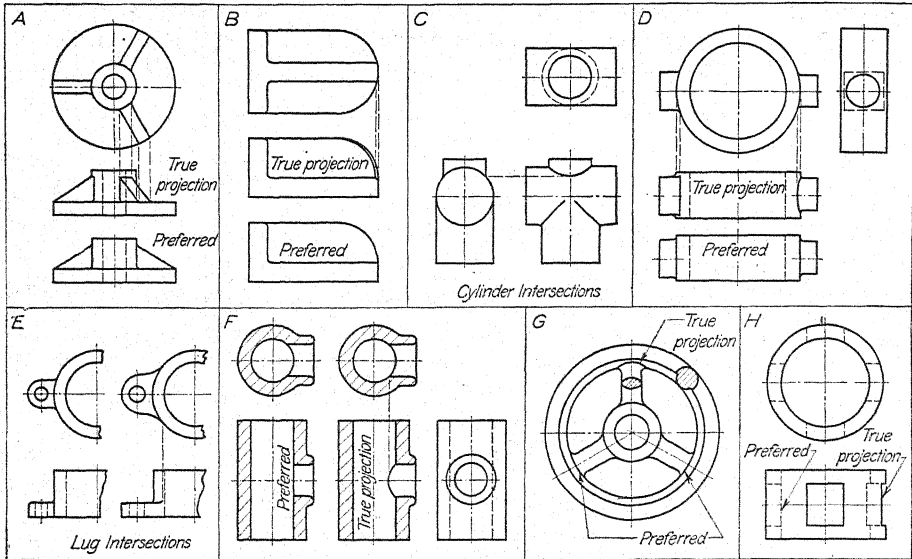 A
True
projection
Preferred
B
True projection
Preferred
C
Cylinder Intersections
D
True projection
Preferred
E
Lug Intersections
F
Preferred
True projection
G
True
projection
Preferred
H
Preferred
True
projection